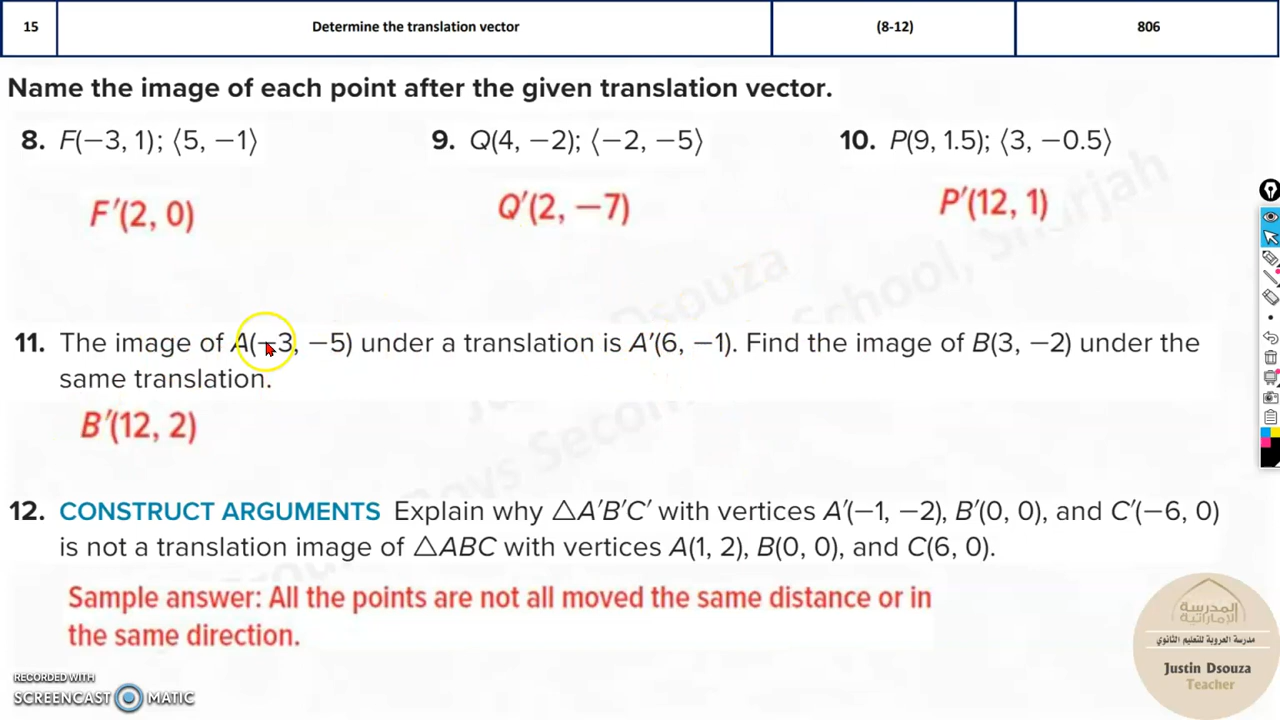 15 Determine the translation vector (8-12) 806
Name the image of each point after the given translation vector.
8. F(−3, 1); ⟨5, −1⟩ 9. Q(4, −2); ⟨−2, −5⟩ 10. P(9, 1.5); ⟨3, −0.5⟩
F′(2, 0) Q′(2, −7) P′(12, 1)
11. The image of A(−3, −5) under a translation is A′(6, −1). Find the image of B(3, −2) under the
same translation.
B′(12, 2)
12. CONSTRUCT ARGUMENTS Explain why △A′B′C′ with vertices A′(−1, −2), B′(0, 0), and C′(−6, 0)
is not a translation image of △ABC with vertices A(1, 2), B(0, 0), and C(6, 0).
Sample answer: All the points are not all moved the same distance or in
the same direction.
المدرسة
الإماراتية
مدرسة العروبة للتعليم الثانوي
Justin Dsouza
Teacher
RECORDED WITH
SCREENCAST MATIC